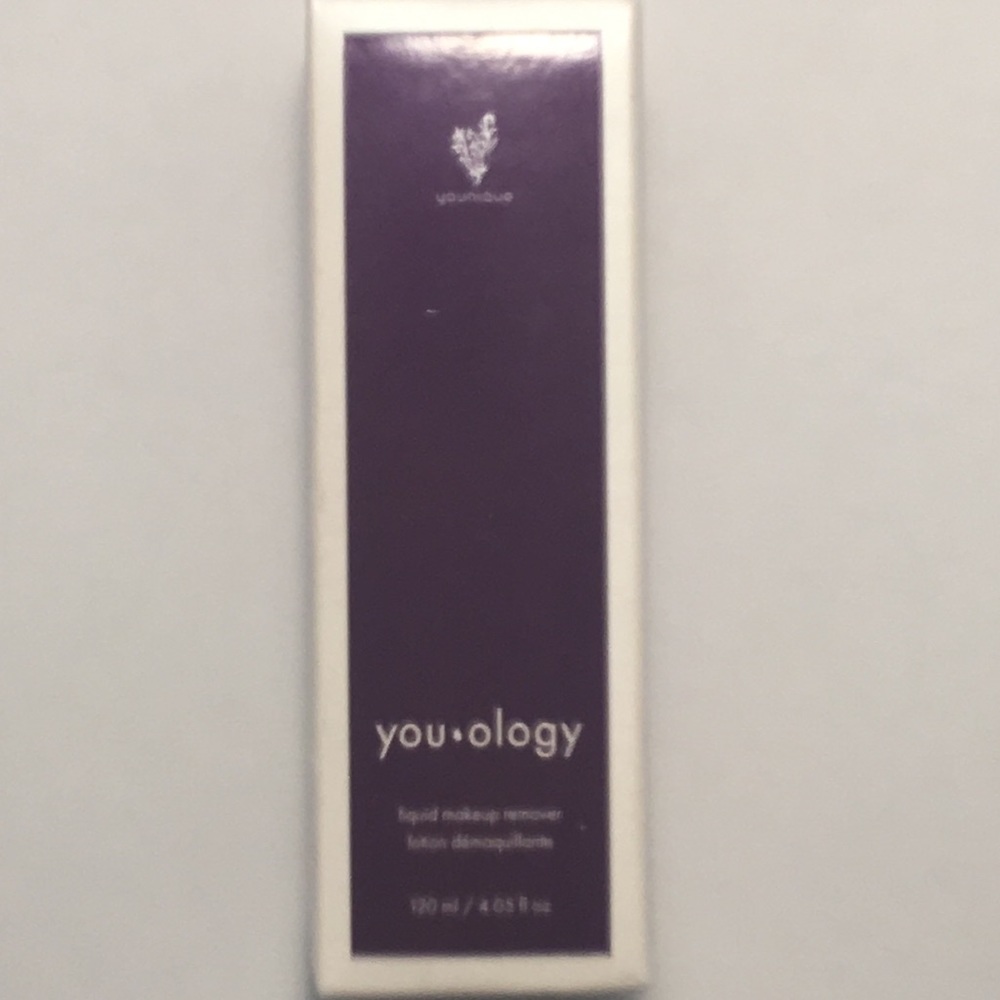 younique
you·ology
liquid makeup remover
lotion démaquillante
120 ml / 4.05 fl oz